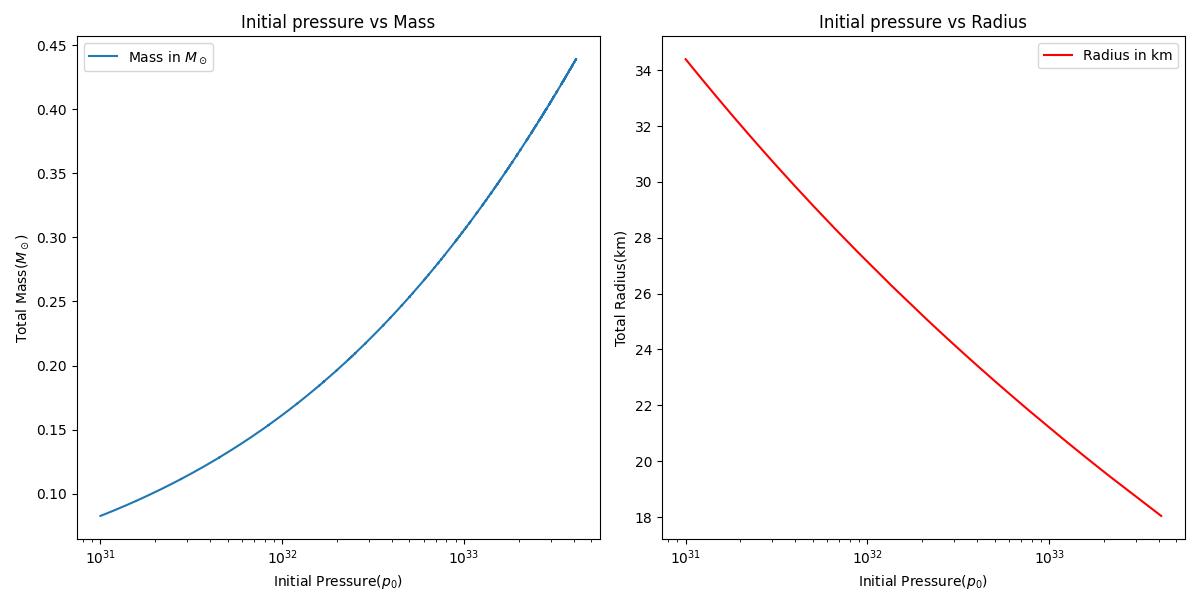 Initial pressure vs Mass
Mass in M⊙
0.45
0.40
0.35
0.30
0.25
0.20
0.15
0.10
Total Mass(M⊙)
10³¹
10³²
10³³
Initial Pressure(p₀)
Initial pressure vs Radius
Radius in km
34
32
30
28
26
24
22
20
18
Total Radius(km)
10³¹
10³²
10³³
Initial Pressure(p₀)